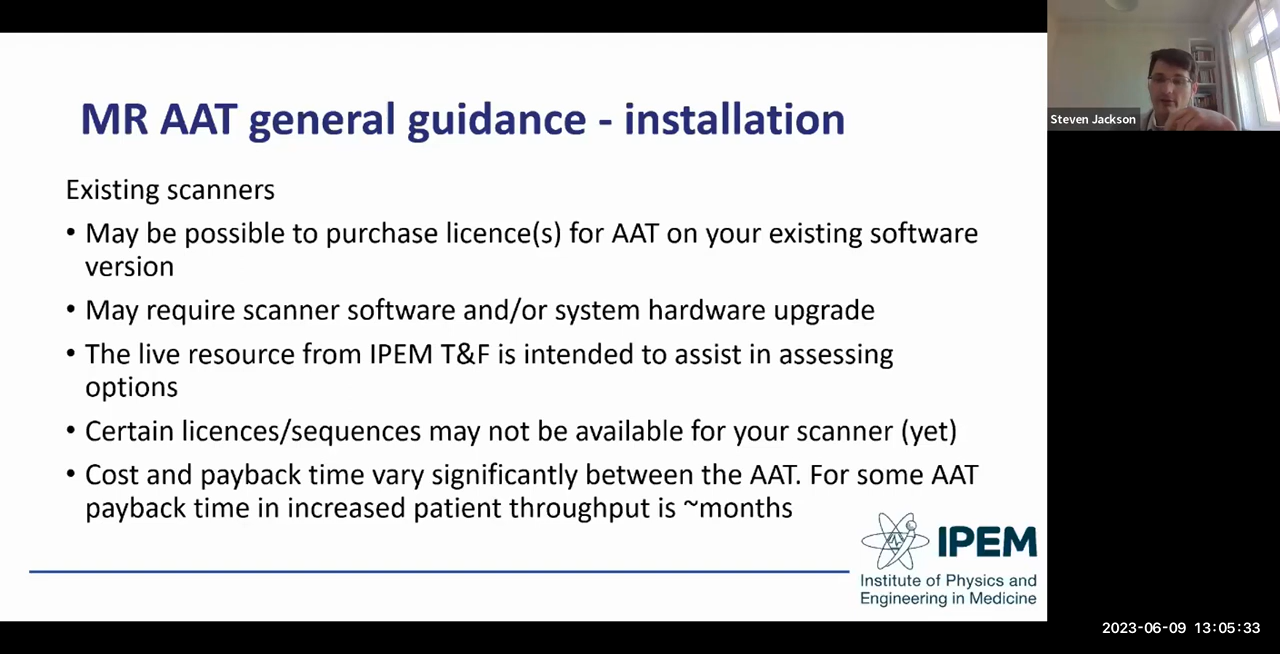 MR AAT general guidance - installation
Steven Jackson
Existing scanners
• May be possible to purchase licence(s) for AAT on your existing software
version
• May require scanner software and/or system hardware upgrade
• The live resource from IPEM T&F is intended to assist in assessing
options
• Certain licences/sequences may not be available for your scanner (yet)
• Cost and payback time vary significantly between the AAT. For some AAT
payback time in increased patient throughput is ~months
IPEM
Institute of Physics and
Engineering in Medicine
2023-06-09 13:05:33